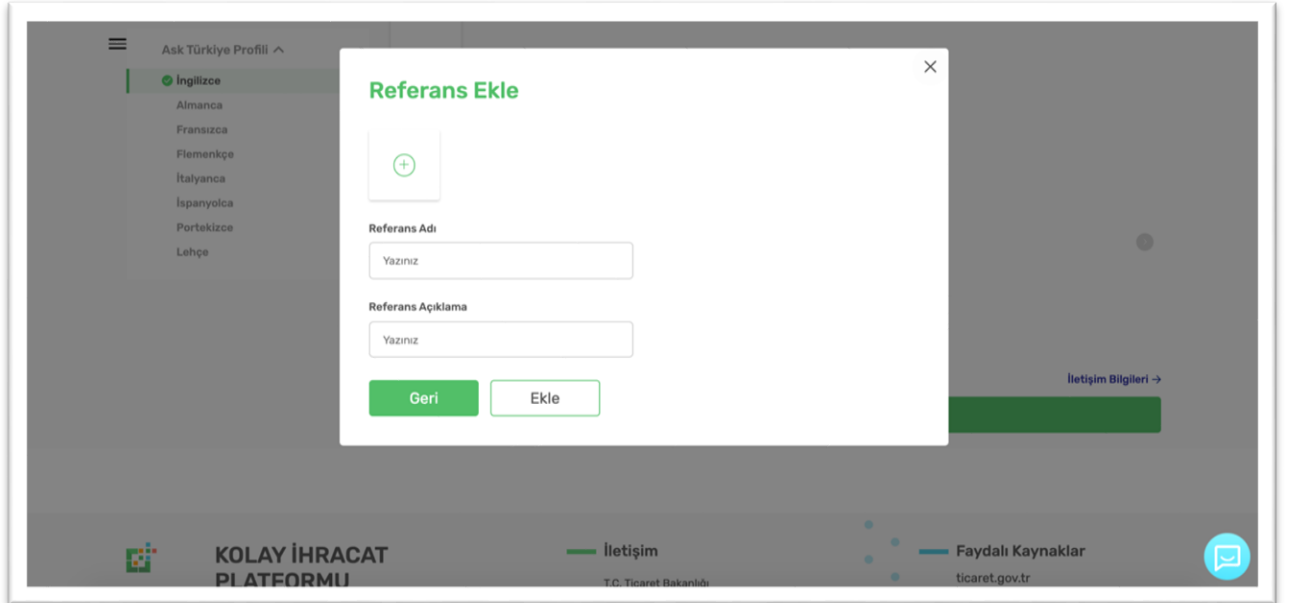 Ask Türkiye Profili
İngilizce
Almanca
Fransızca
Flemenkçe
İtalyanca
İspanyolca
Portekizce
Lehçe
Referans Ekle
Referans Adı
Yazınız
Referans Açıklama
Yazınız
Geri
Ekle
İletişim Bilgileri →
KOLAY İHRACAT
PLATFORMU
İletişim
T.C. Ticaret Bakanlığı
Faydalı Kaynaklar
ticaret.gov.tr